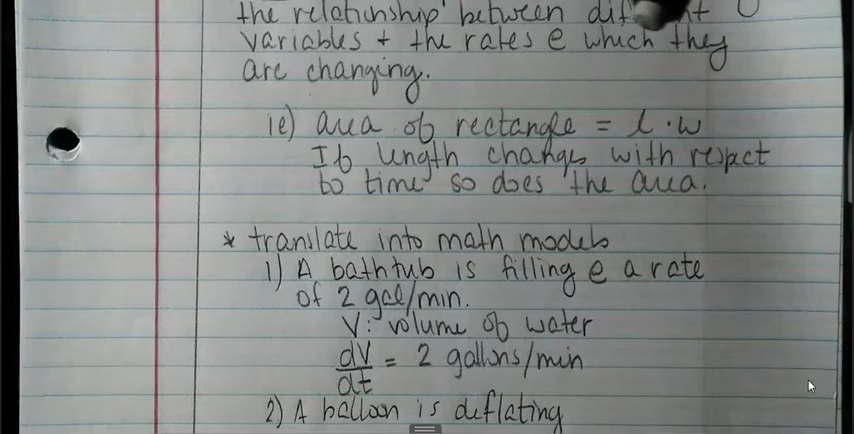 the relationship between
variables + the rates @ which they
are changing.
ie) area of rectangle = l · w
If length changes with respect
to time so does the area.
* translate into math models
1) A bathtub is filling @ a rate
of 2 gal/min.
V: volume of water
dV/dt = 2 gallons/min
2) A balloon is deflating